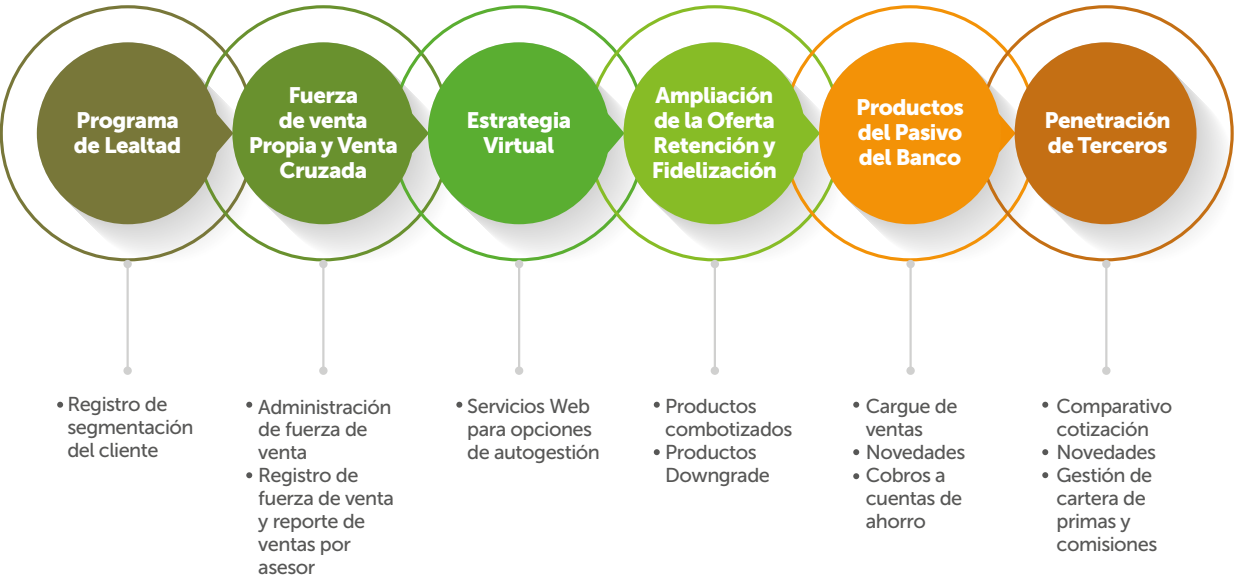 Programa
de Lealtad
Fuerza
de venta
Propia y Venta
Cruzada
Estrategia
Virtual
Ampliación
de la Oferta
Retención y
Fidelización
Productos
del Pasivo
del Banco
Penetración
de Terceros
• Registro de
segmentación
del cliente
• Administración
de fuerza de
venta
• Registro de
fuerza de venta
y reporte de
ventas por
asesor
• Servicios Web
para opciones
de autogestión
• Productos
combotizados
• Productos
Downgrade
• Cargue de
ventas
• Novedades
• Cobros a
cuentas de
ahorro
• Comparativo
cotización
• Novedades
• Gestión de
cartera de
primas y
comisiones